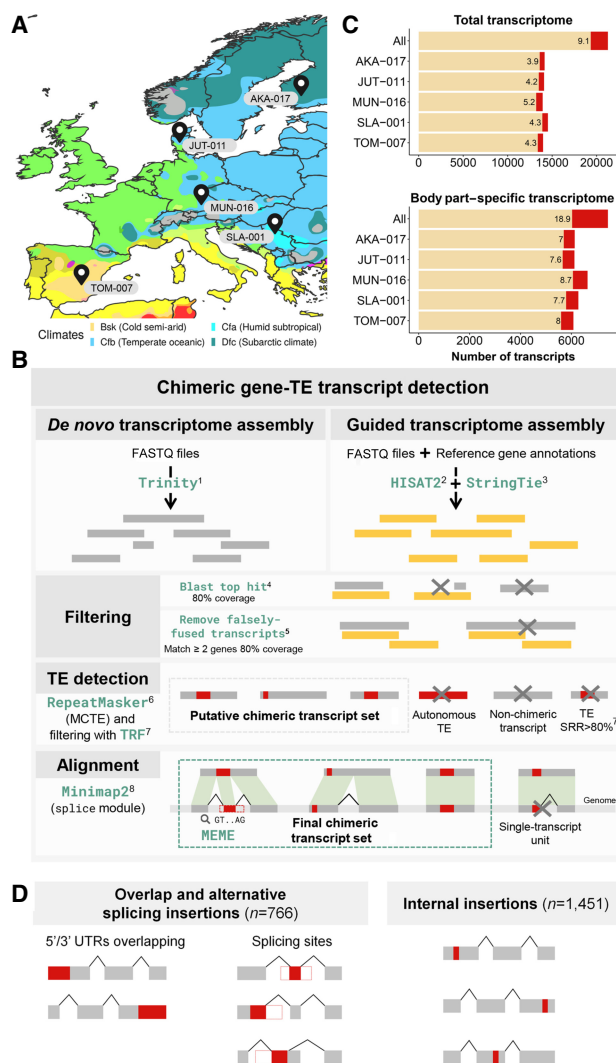 A
AKA-017
JUT-011
MUN-016
SLA-001
TOM-007
Climates
Bsk (Cold semi-arid)
Cfa (Humid subtropical)
Cfb (Temperate oceanic)
Dfc (Subarctic climate)
C
Total transcriptome
All
9.1
AKA−017
3.9
JUT−011
4.2
MUN−016
5.2
SLA−001
4.3
TOM−007
4.3
0 5000 10000 15000 20000
Body part−specific transcriptome
All
18.9
AKA−017
7
JUT−011
7.6
MUN−016
8.7
SLA−001
7.7
TOM−007
8
0 2000 4000 6000
Number of transcripts
B
Chimeric gene-TE transcript detection
De novo transcriptome assembly
FASTQ files
Trinity1
Guided transcriptome assembly
FASTQ files + Reference gene annotations
HISAT22 + StringTie3
Filtering
Blast top hit4
80% coverage
Remove falsely-
fused transcripts5
Match ≥ 2 genes 80% coverage
TE detection
RepeatMasker6
(MCTE) and
filtering with TRF7
Putative chimeric transcript set
Autonomous
TE
Non-chimeric
transcript
TE
SRR>80%7
Alignment
Minimap28
(splice module)
GT..AG
MEME
Final chimeric
transcript set
Genome
Single-transcript
unit
D
Overlap and alternative
splicing insertions (n=766)
5'/3' UTRs overlapping
Splicing sites
Internal insertions (n=1,451)